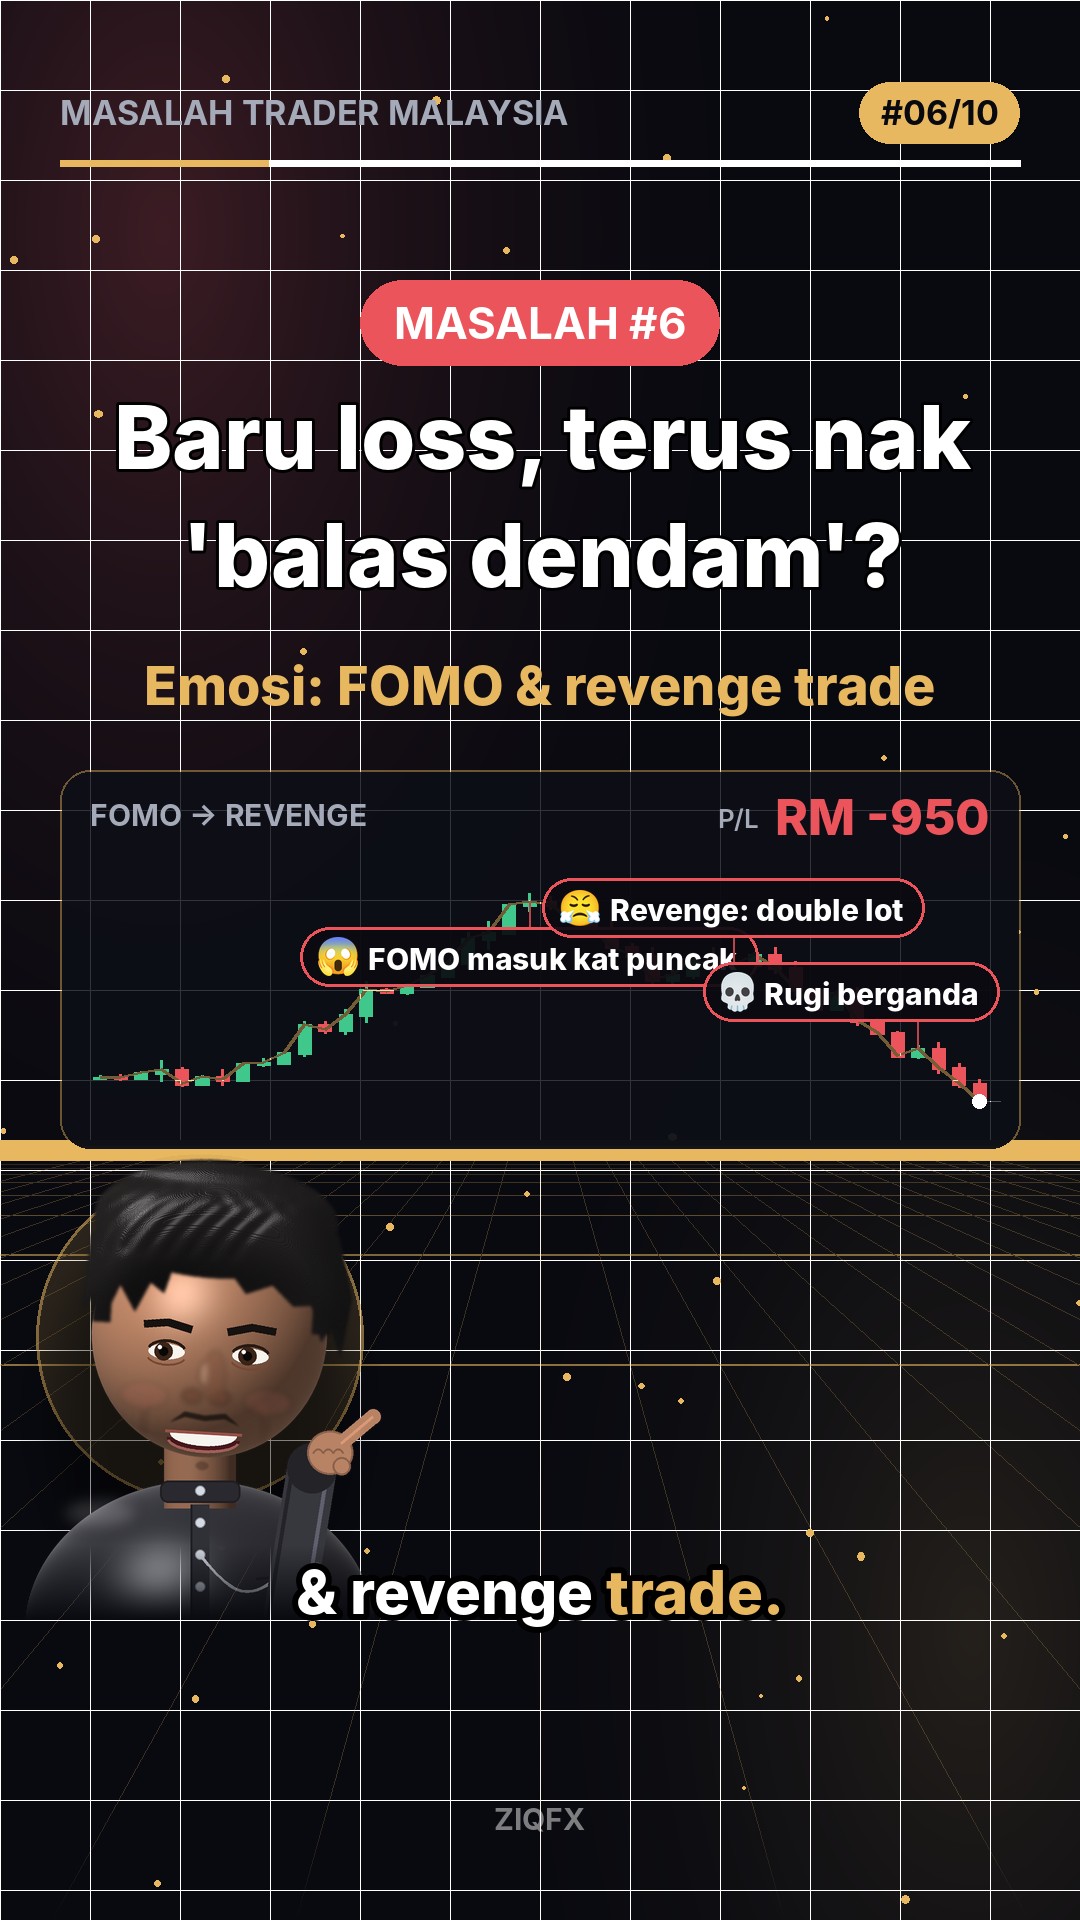 MASALAH TRADER MALAYSIA
#06/10
MASALAH #6
Baru loss, terus nak
'balas dendam'?
Emosi: FOMO & revenge trade
FOMO → REVENGE
P/L RM -950
😤 Revenge: double lot
😱 FOMO masuk kat puncak
💀 Rugi berganda
& revenge trade.
ZIQFX